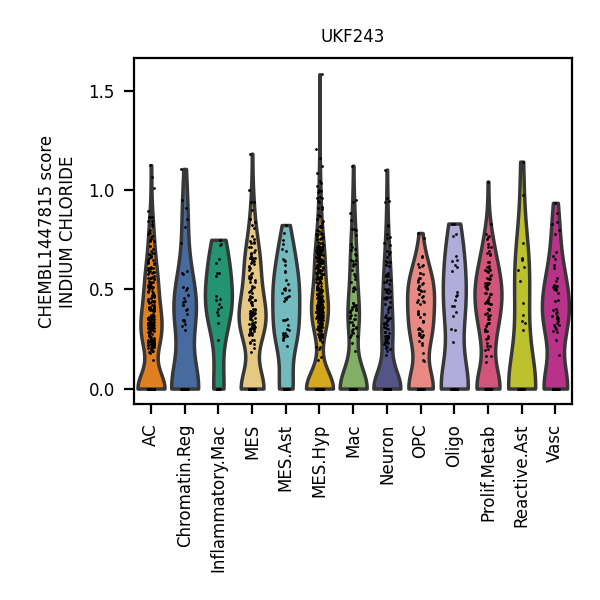 UKF243
CHEMBL1447815 score
INDIUM CHLORIDE
1.5
1.0
0.5
0.0
AC
Chromatin.Reg
Inflammatory.Mac
MES
MES.Ast
MES.Hyp
Mac
Neuron
OPC
Oligo
Prolif.Metab
Reactive.Ast
Vasc